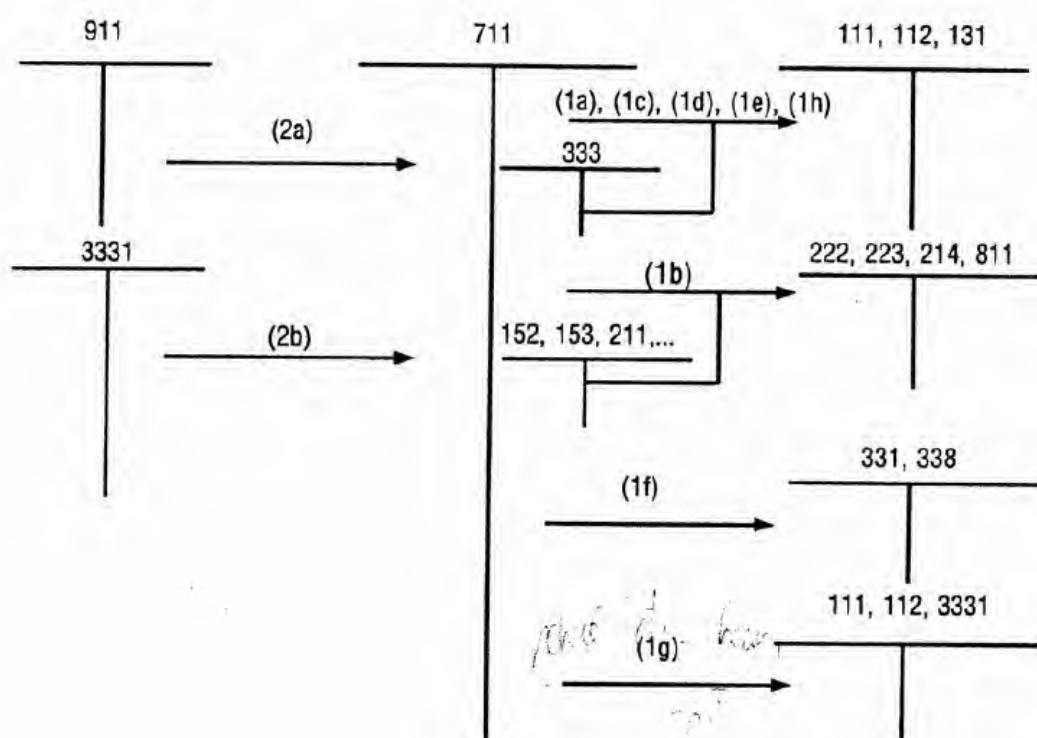 911
711
111, 112, 131
(1a), (1c), (1d), (1e), (1h)
(2a)
333
3331
222, 223, 214, 811
(1b)
(2b)
152, 153, 211,...
331, 338
(1f)
111, 112, 3331
(1g)